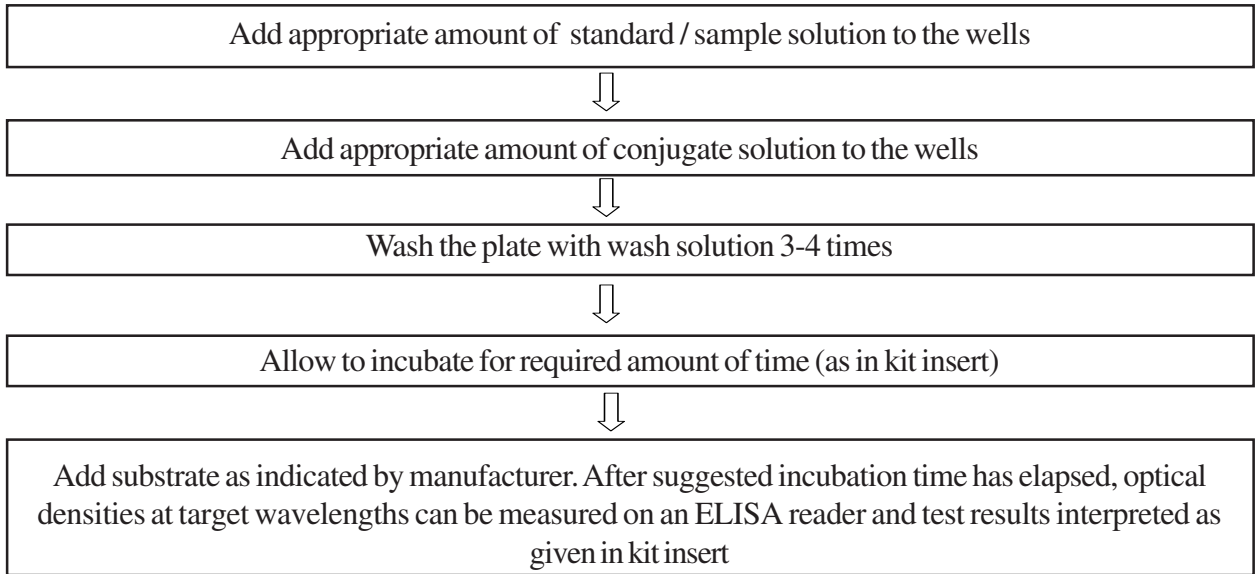 Add appropriate amount of standard / sample solution to the wells
Add appropriate amount of conjugate solution to the wells
Wash the plate with wash solution 3-4 times
Allow to incubate for required amount of time (as in kit insert)
Add substrate as indicated by manufacturer. After suggested incubation time has elapsed, optical
densities at target wavelengths can be measured on an ELISA reader and test results interpreted as
given in kit insert